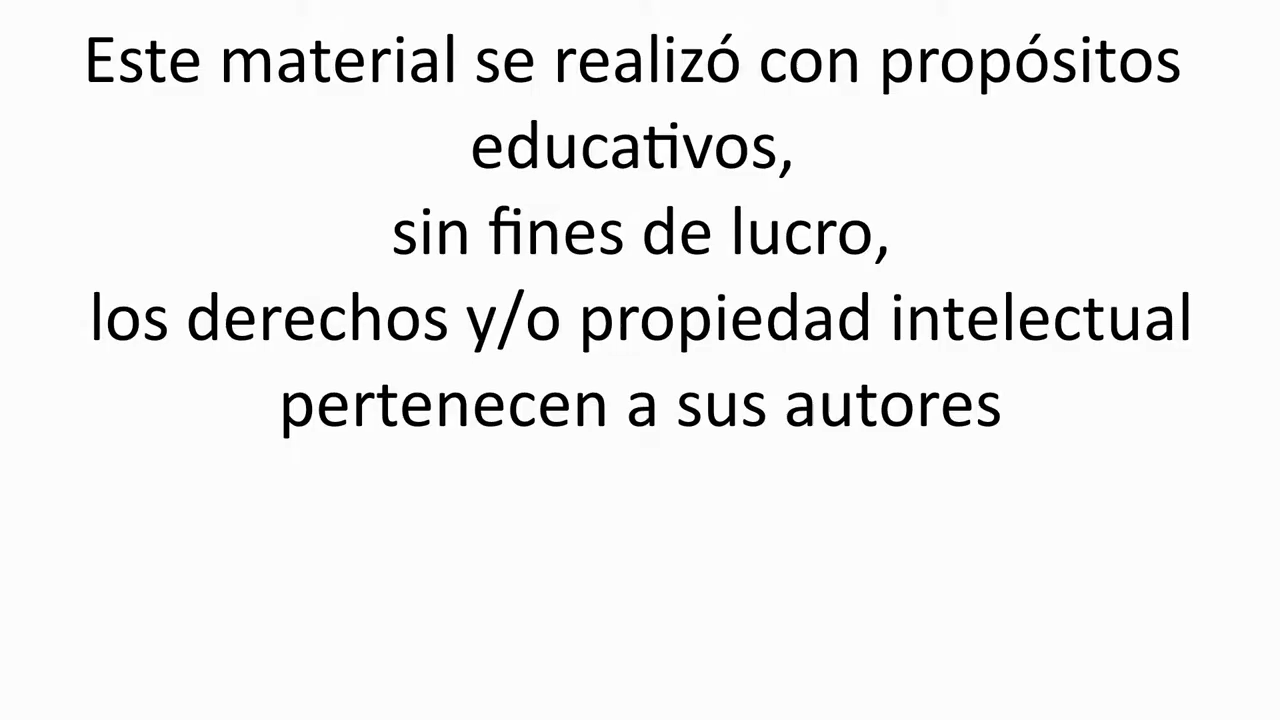 Este material se realizó con propósitos
educativos,
sin fines de lucro,
los derechos y/o propiedad intelectual
pertenecen a sus autores